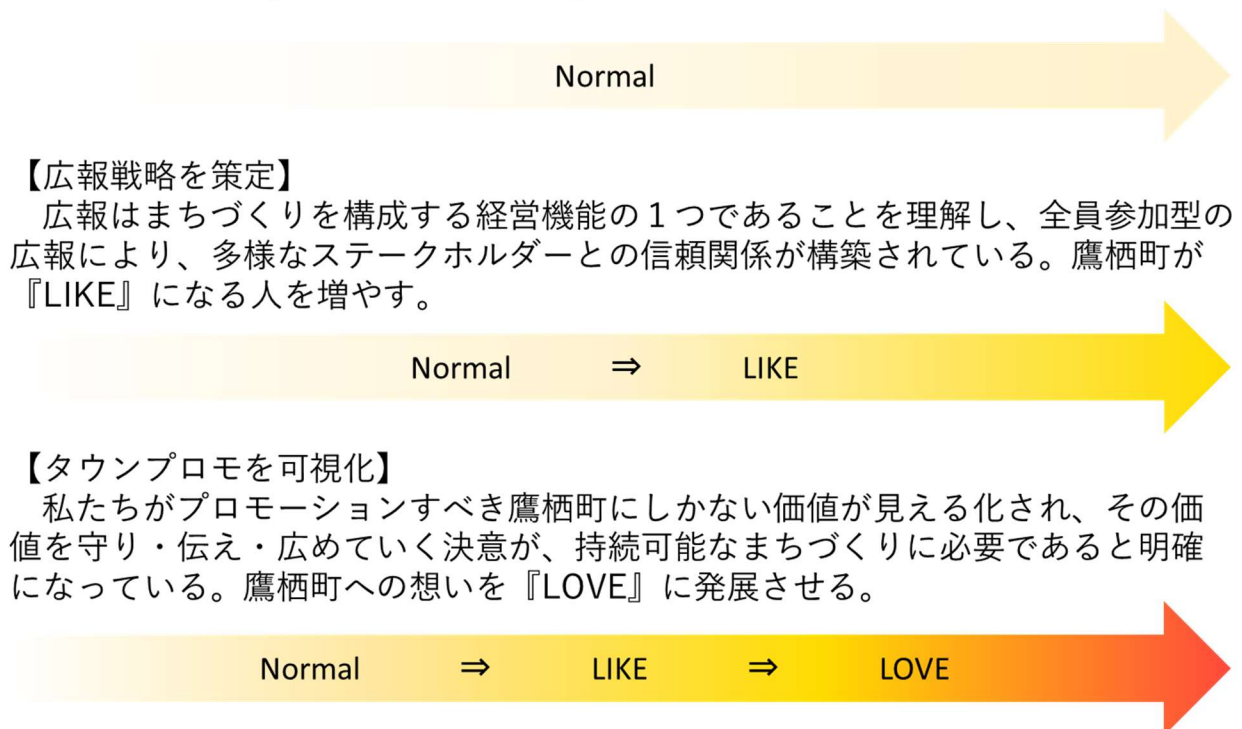 Normal
【広報戦略を策定】
　広報はまちづくりを構成する経営機能の１つであることを理解し、全員参加型の
広報により、多様なステークホルダーとの信頼関係が構築されている。鷹栖町が
『LIKE』になる人を増やす。
Normal ⇒ LIKE
【タウンプロモを可視化】
　私たちがプロモーションすべき鷹栖町にしかない価値が見える化され、その価
値を守り・伝え・広めていく決意が、持続可能なまちづくりに必要であると明確
になっている。鷹栖町への想いを『LOVE』に発展させる。
Normal ⇒ LIKE ⇒ LOVE